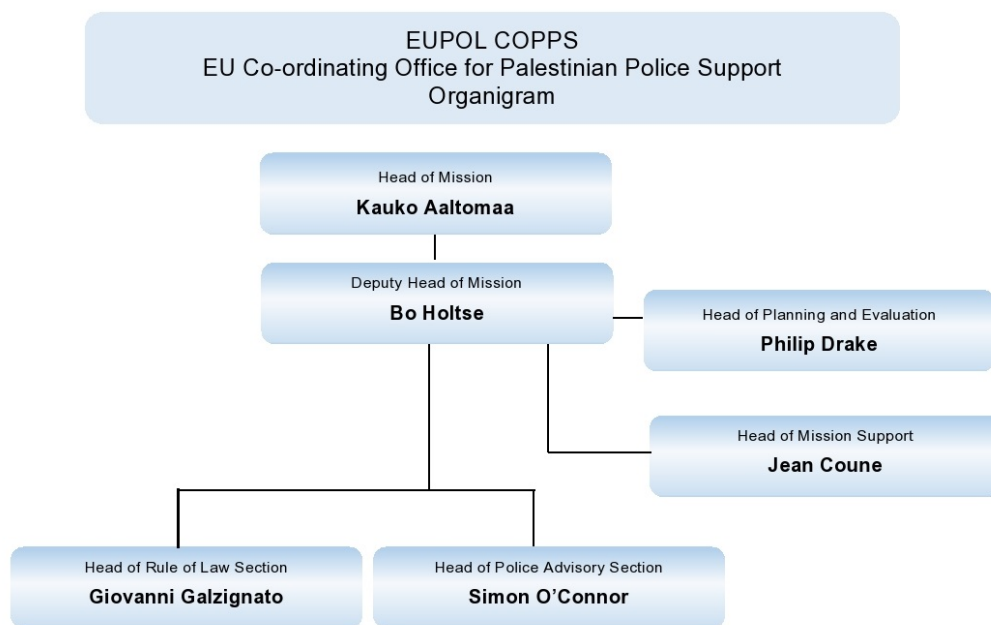 EUPOL COPPS
EU Co-ordinating Office for Palestinian Police Support
Organigram
Head of Mission
Kauko Aaltomaa
Deputy Head of Mission
Bo Holtse
Head of Planning and Evaluation
Philip Drake
Head of Mission Support
Jean Coune
Head of Rule of Law Section
Giovanni Galzignato
Head of Police Advisory Section
Simon O’Connor